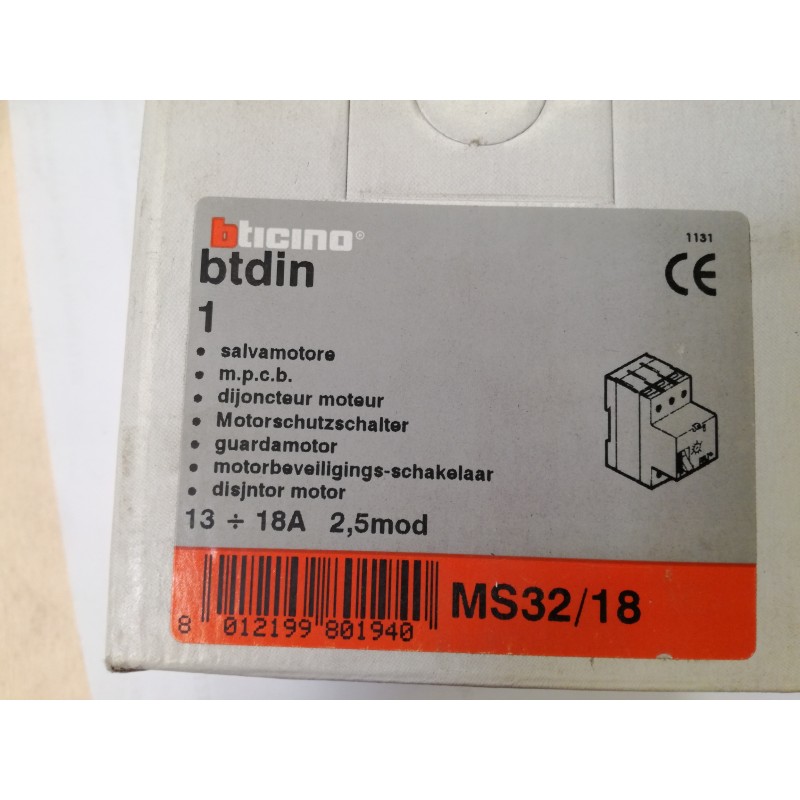 bticino®
1131
btdin
CE
1
• salvamotore
• m.p.c.b.
• dijoncteur moteur
• Motorschutzschalter
• guardamotor
• motorbeveiligings-schakelaar
• disjntor motor
13 ÷ 18A 2,5mod
MS32/18
8 012199 801940